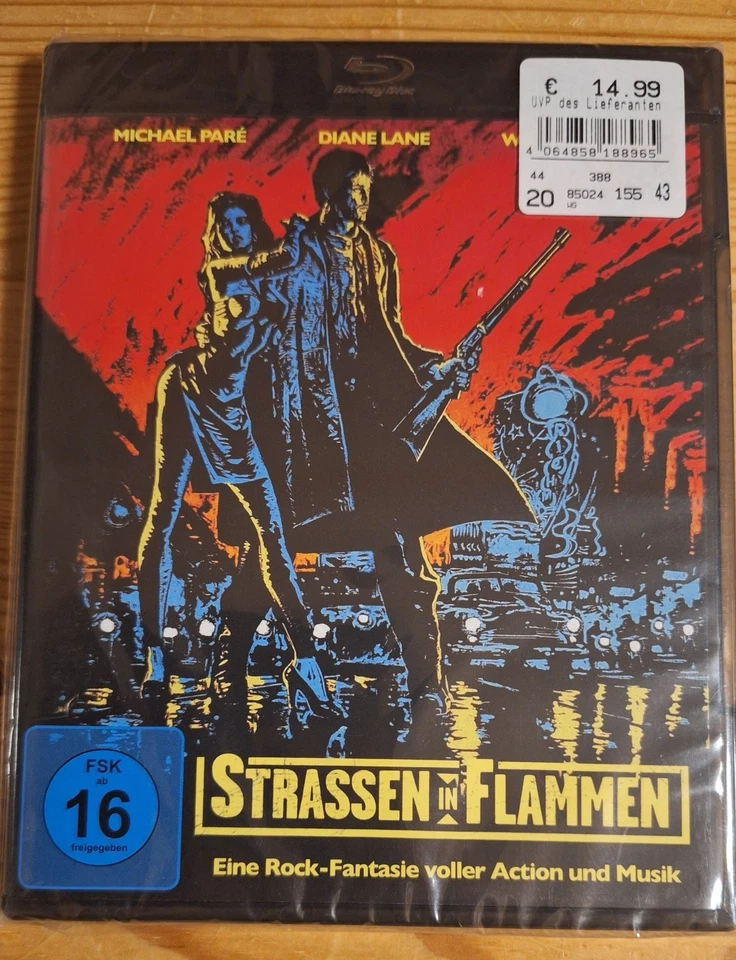 Blu-ray Disc
€ 14.99
UVP des Lieferanten
4 064858 188965
44 388
20 85024 155 43
WG
MICHAEL PARÉ DIANE LANE W
FSK
ab
16
freigegeben
STRASSEN IN FLAMMEN
Eine Rock-Fantasie voller Action und Musik